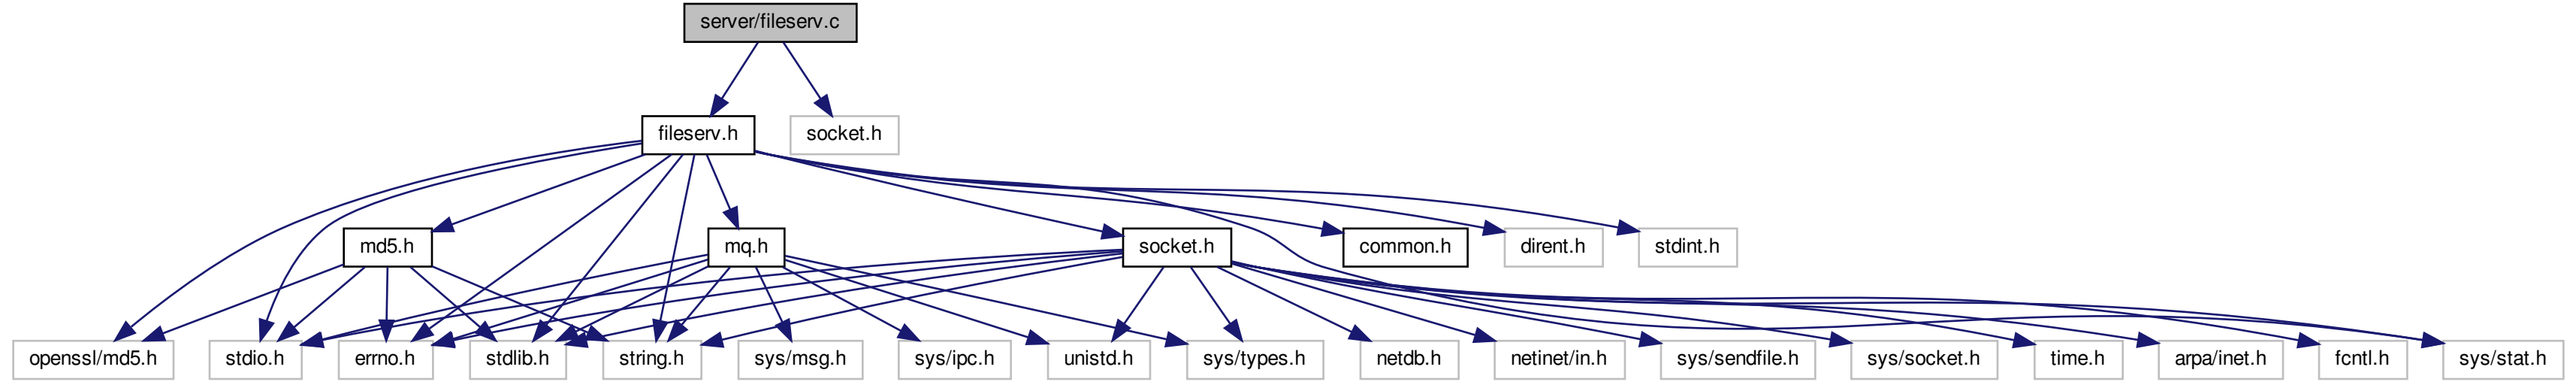 server/fileserv.c
fileserv.h
socket.h
md5.h
mq.h
socket.h
common.h
dirent.h
stdint.h
openssl/md5.h
stdio.h
errno.h
stdlib.h
string.h
sys/msg.h
sys/ipc.h
unistd.h
sys/types.h
netdb.h
netinet/in.h
sys/sendfile.h
sys/socket.h
time.h
arpa/inet.h
fcntl.h
sys/stat.h